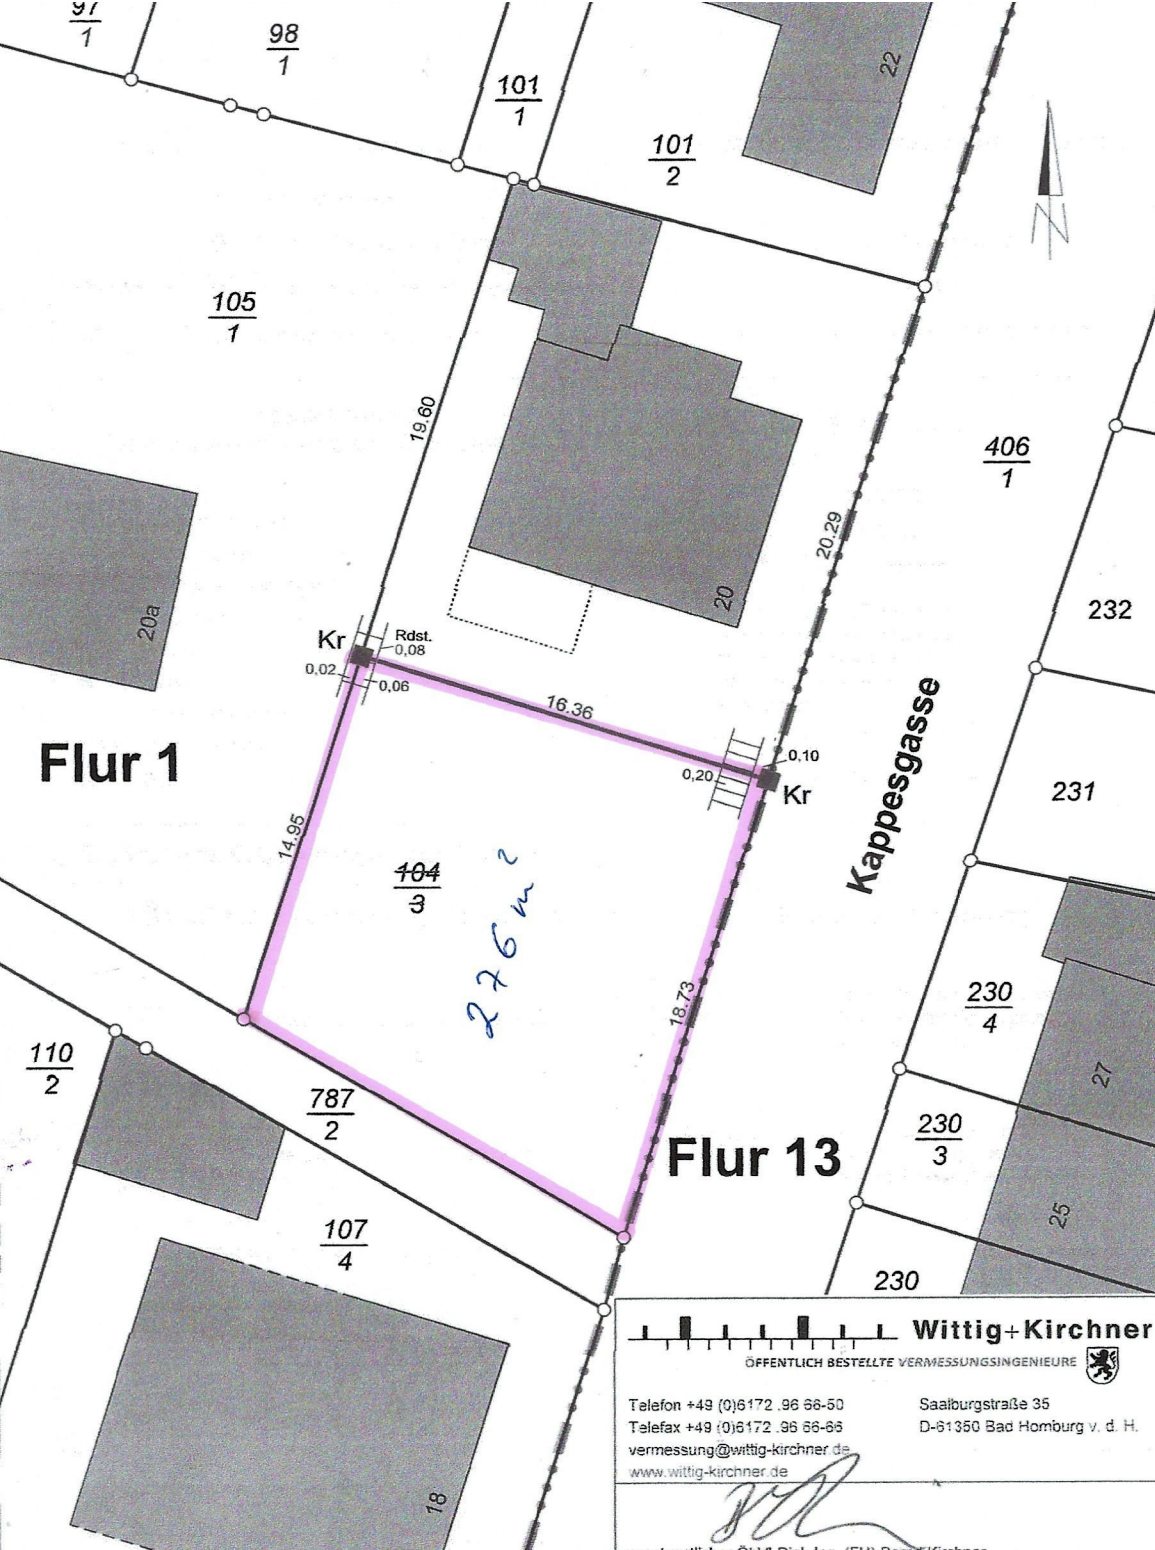 97
1
98
1
101
1
101
2
22
105
1
19.60
406
1
20.29
232
20a
20
Kr
Rdst.
0,08
0,02
0,06
16.36
Flur 1
0,10
0,20
Kr
231
Kappesgasse
14.95
104
3
276 m²
18.73
230
4
110
2
787
2
27
Flur 13
230
3
25
107
4
230
18
N
Wittig+Kirchner
ÖFFENTLICH BESTELLTE VERMESSUNGSINGENIEURE
Telefon +49 (0)6172 .96 66-50
Saalburgstraße 35
Telefax +49 (0)6172 .96 66-66
D-61350 Bad Homburg v. d. H.
vermessung@wittig-kirchner.de
www.wittig-kirchner.de